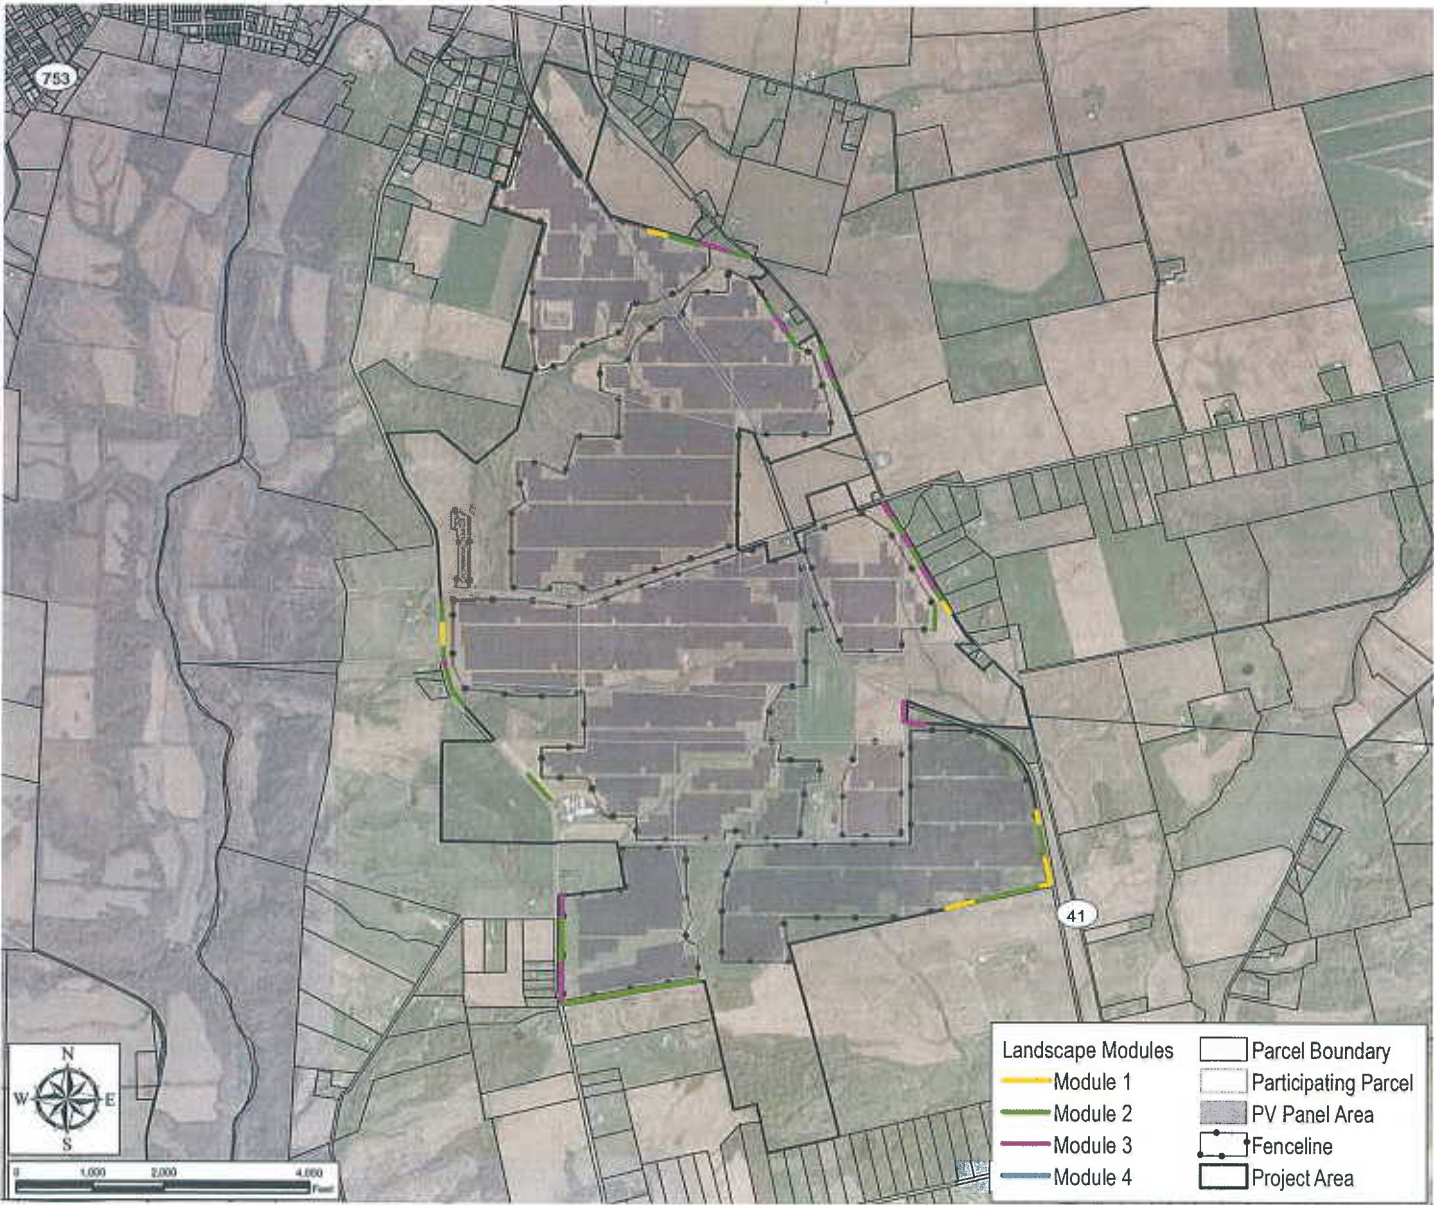 753
41
N
W E
S
0 1,000 2,000 4,000
Feet
Landscape Modules
Module 1
Module 2
Module 3
Module 4
Parcel Boundary
Participating Parcel
PV Panel Area
Fenceline
Project Area